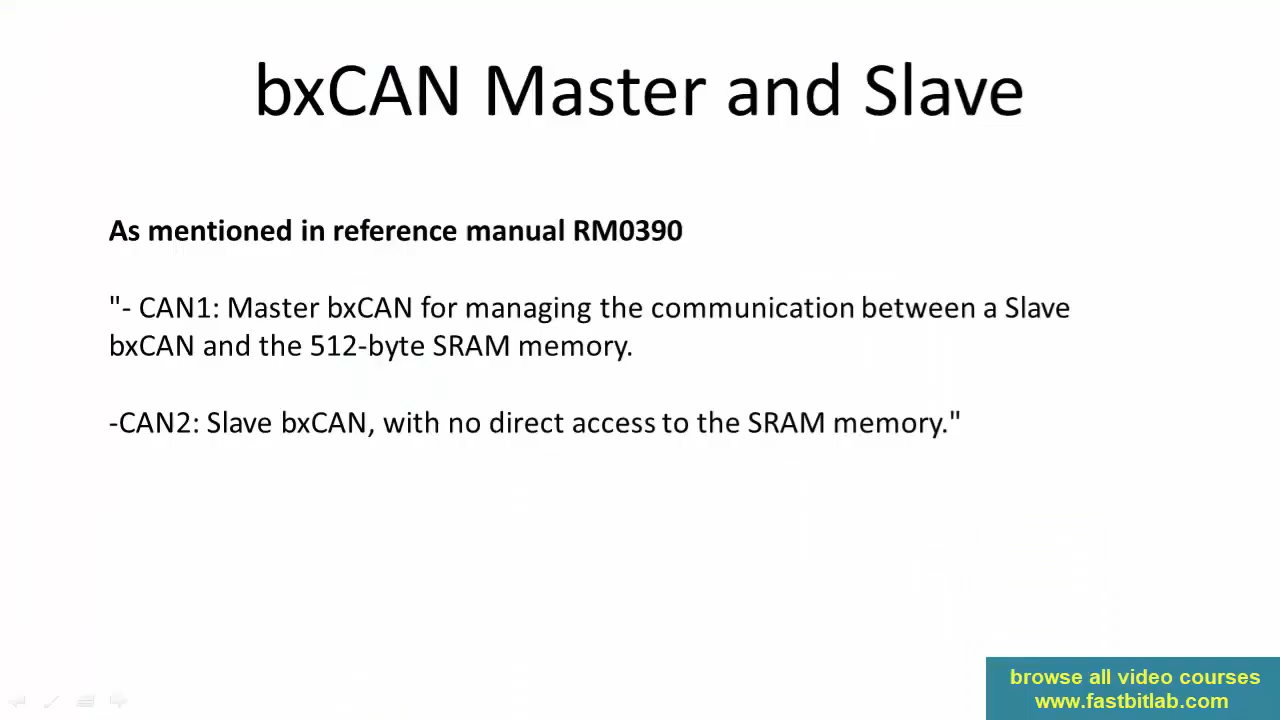 bxCAN Master and Slave
As mentioned in reference manual RM0390
"- CAN1: Master bxCAN for managing the communication between a Slave
bxCAN and the 512-byte SRAM memory.
-CAN2: Slave bxCAN, with no direct access to the SRAM memory."
browse all video courses
www.fastbitlab.com